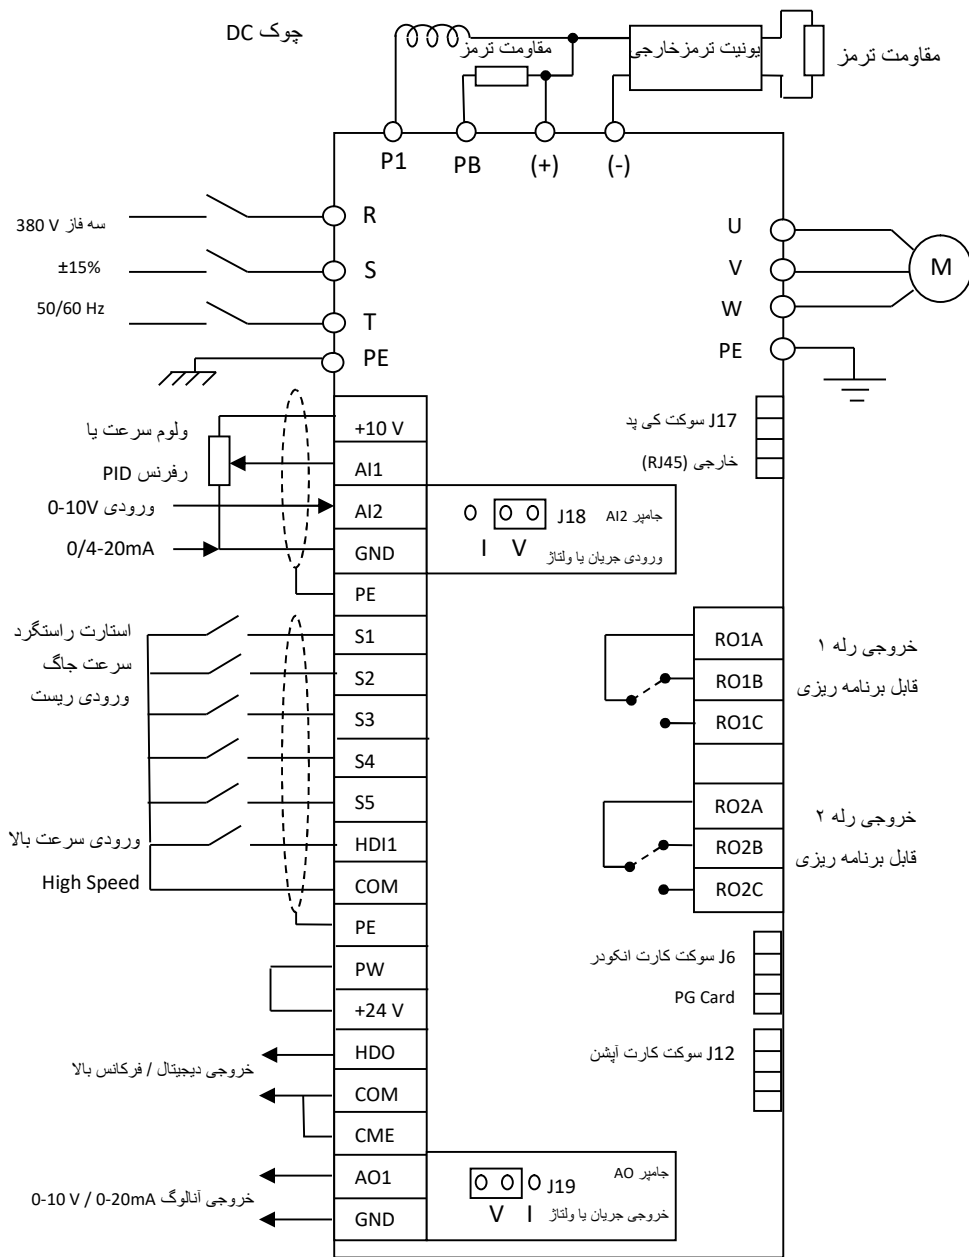 چوک DC
مقاومت ترمز
یونیت ترمزخارجی
مقاومت ترمز
P1
PB
(+)
(-)
سه فاز 380 V
±15%
50/60 Hz
R
S
T
PE
U
V
W
PE
M
ولوم سرعت یا
رفرنس PID
ورودی 0-10V
0/4-20mA
+10 V
AI1
AI2
GND
PE
J18 جامپر AI2
I V
ورودی جریان یا ولتاژ
J17 سوکت کی پد
خارجی (RJ45)
استارت راستگرد
سرعت جاگ
ورودی ریست
ورودی سرعت بالا
High Speed
S1
S2
S3
S4
S5
HDI1
COM
PE
PW
+24 V
HDO
COM
CME
AO1
GND
RO1A
RO1B
RO1C
خروجی رله ۱
قابل برنامه ریزی
RO2A
RO2B
RO2C
خروجی رله ۲
قابل برنامه ریزی
J6 سوکت کارت انکودر
PG Card
J12 سوکت کارت آپشن
خروجی دیجیتال / فرکانس بالا
خروجی آنالوگ 0-10 V / 0-20mA
جامپر AO
J19
V I
خروجی جریان یا ولتاژ